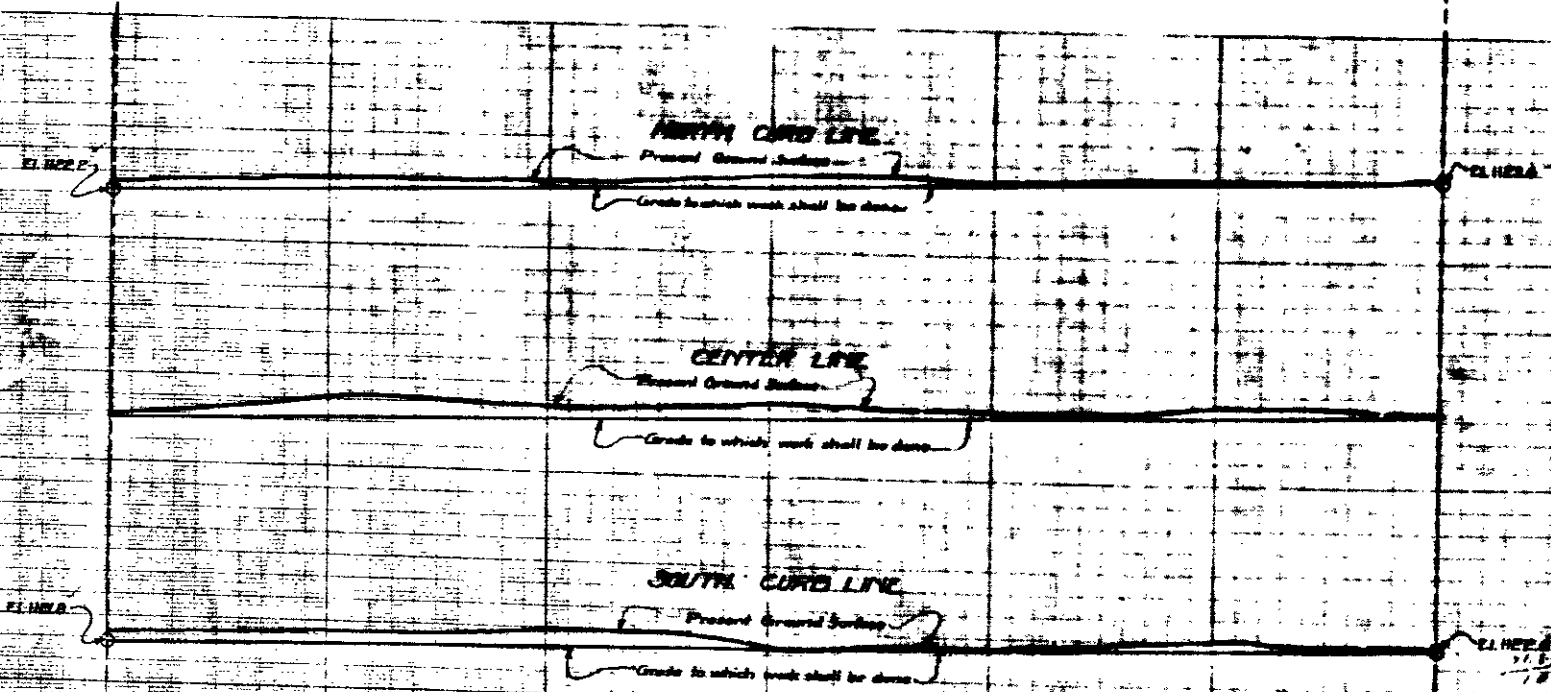 NORTH CURB LINE
Present Ground Surface
Grade to which work shall be done
CENTER LINE
Present Ground Surface
Grade to which work shall be done
SOUTH CURB LINE
Present Ground Surface
Grade to which work shall be done